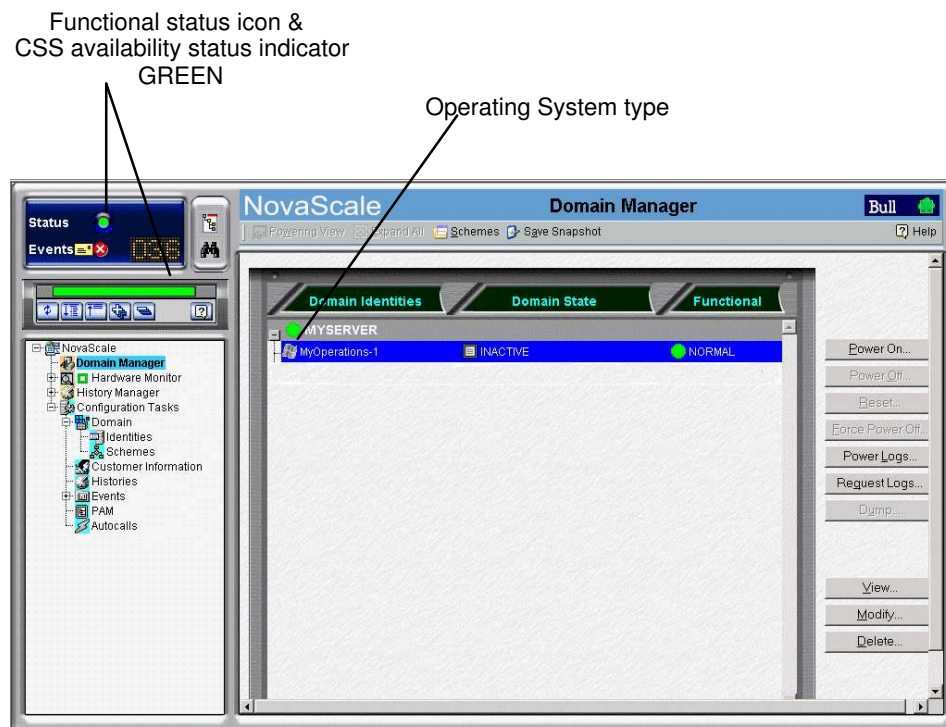 Functional status icon &
CSS availability status indicator
GREEN
Operating System type
NovaScale
Domain Manager
Bull
Status
Events
Powering View
Expand All
Schemes
Save Snapshot
Help
Domain Identities
Domain State
Functional
MYSERVER
MyOperations-1
INACTIVE
NORMAL
NovaScale
Domain Manager
Hardware Monitor
History Manager
Configuration Tasks
Domain
Identities
Schemes
Customer Information
Histories
Events
PAM
Autocalls
Power On...
Power Off...
Reset...
Force Power Off...
Power Logs...
Request Logs...
Dump...
View...
Modify...
Delete...